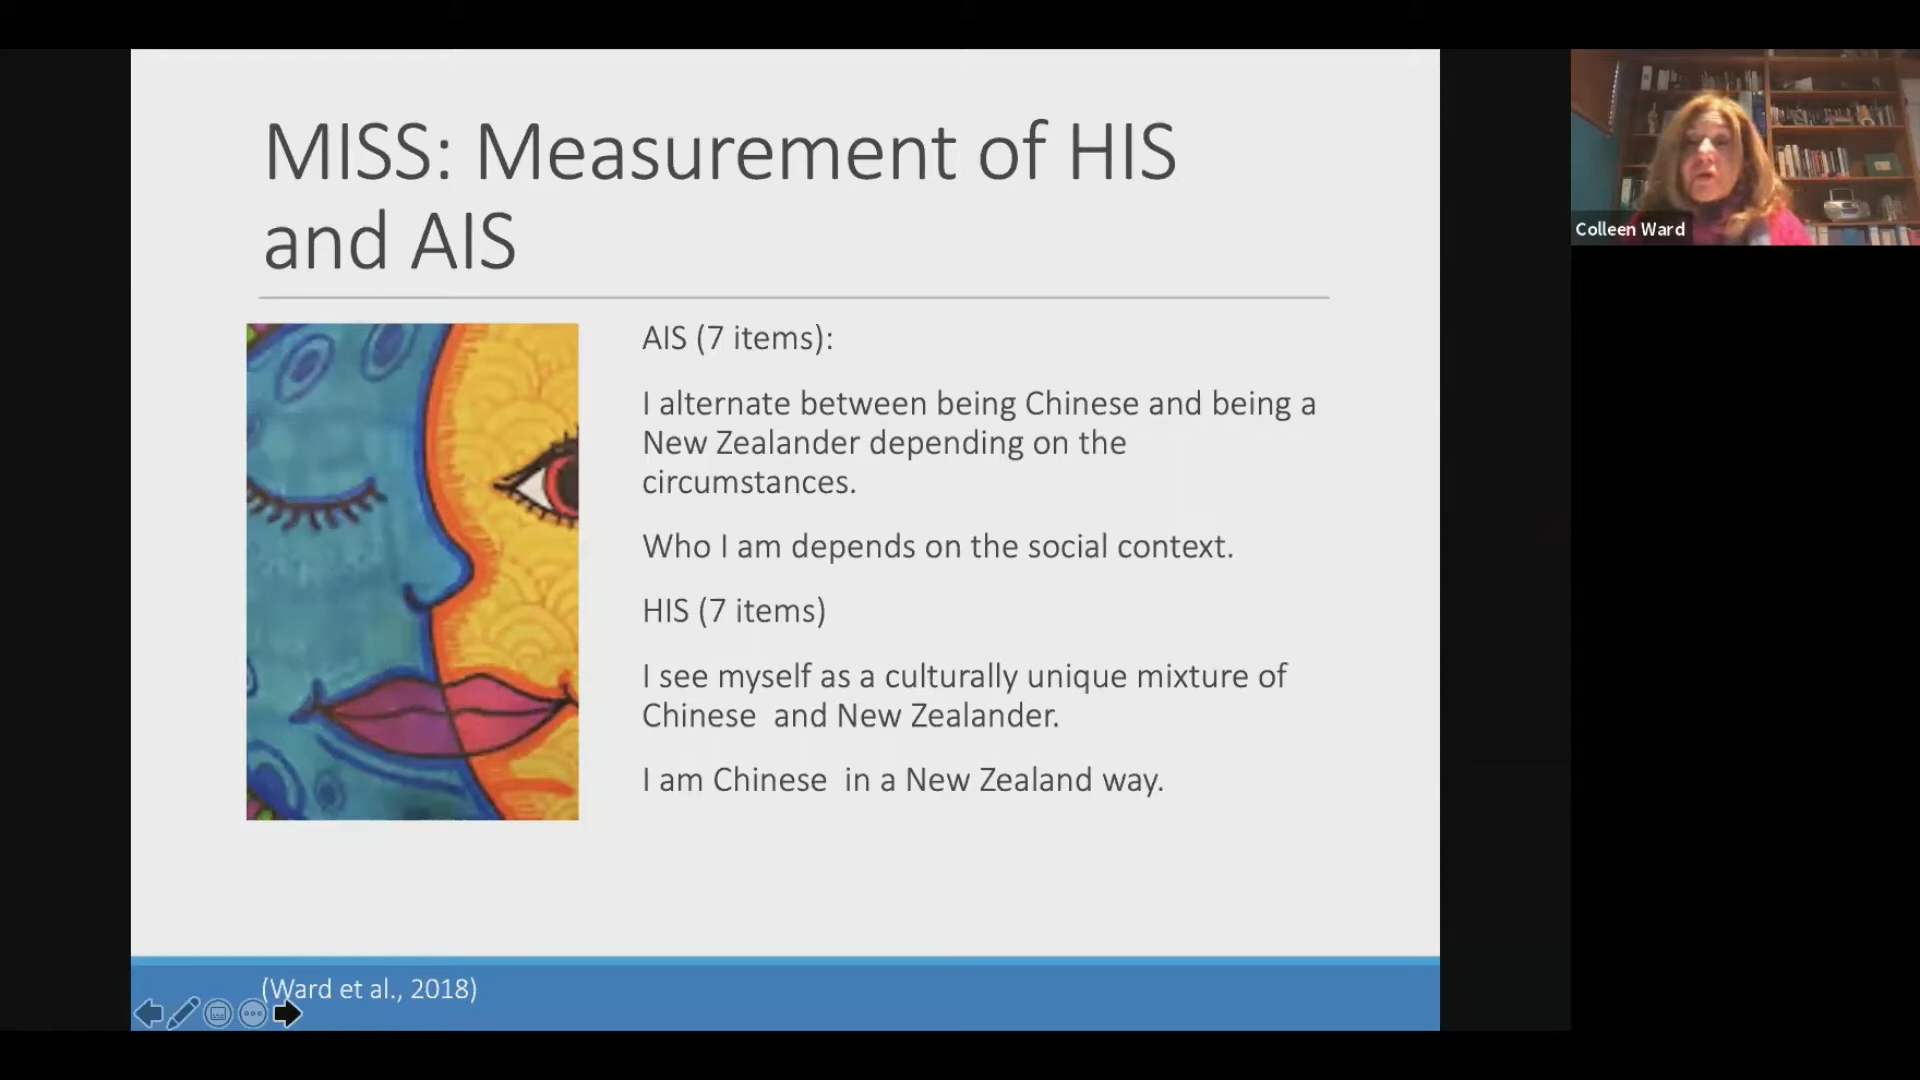 MISS: Measurement of HIS
and AIS
AIS (7 items):
I alternate between being Chinese and being a
New Zealander depending on the
circumstances.
Who I am depends on the social context.
HIS (7 items)
I see myself as a culturally unique mixture of
Chinese  and New Zealander.
I am Chinese  in a New Zealand way.
(Ward et al., 2018)
Colleen Ward